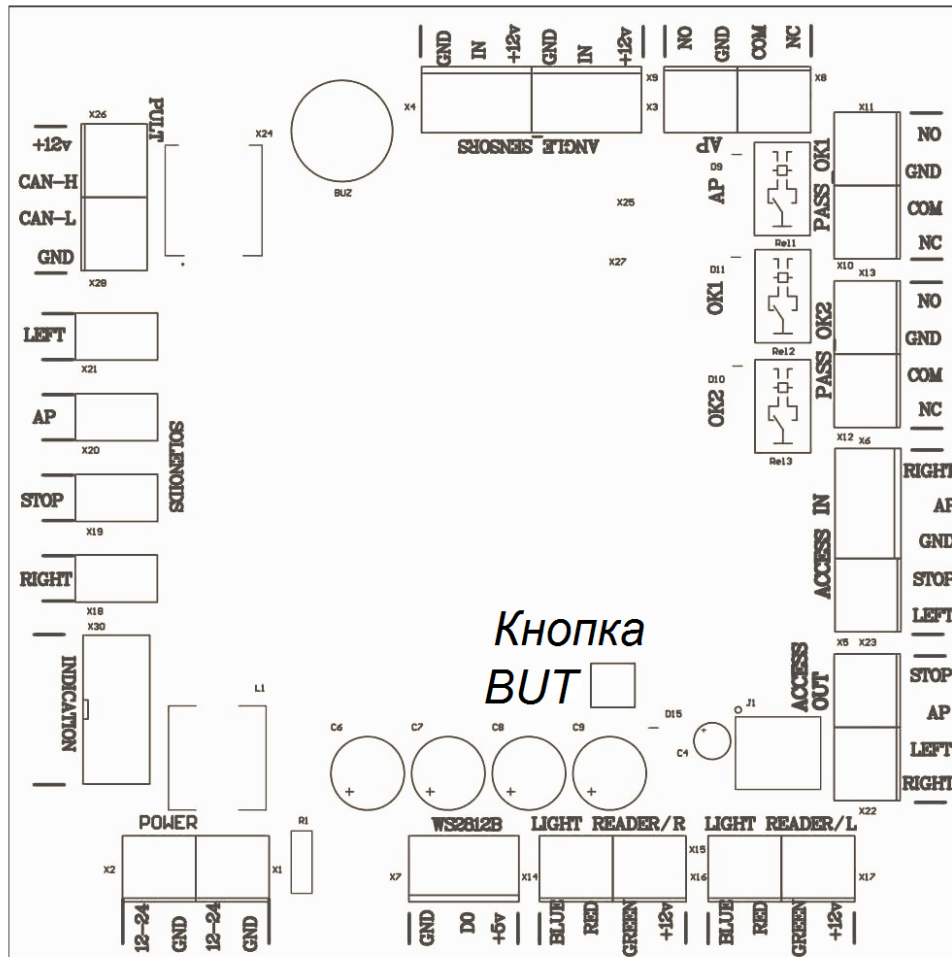 GND
IN
+12v
GND
IN
+12v
NO
GND
COM
NC
X4
X9
X3
X8
ANGLE_SENSORS
AP
X26
PULT
X24
+12v
CAN-H
CAN-L
GND
X28
BUZ
X25
X27
D9
AP
Rel1
PASS_OK1
X11
NO
GND
COM
NC
X10
X13
D11
OK1
Rel2
PASS_OK2
NO
GND
COM
NC
D10
OK2
Rel3
X12
X6
LEFT
X21
AP
X20
SOLENOIDS
STOP
X19
RIGHT
X18
X30
INDICATION
L1
ACCESS IN
RIGHT
AP
GND
STOP
LEFT
X5
X23
Кнопка
BUT
ACCESS
OUT
STOP
AP
LEFT
RIGHT
X22
C6
C7
C8
C9
D15
C4
J1
POWER
R1
WS2812B
LIGHT READER/R
LIGHT READER/L
X2
X1
X7
X14
X15
X16
X17
12-24
GND
12-24
GND
GND
D0
+5v
BLUE
RED
GREEN
+12v
BLUE
RED
GREEN
+12v